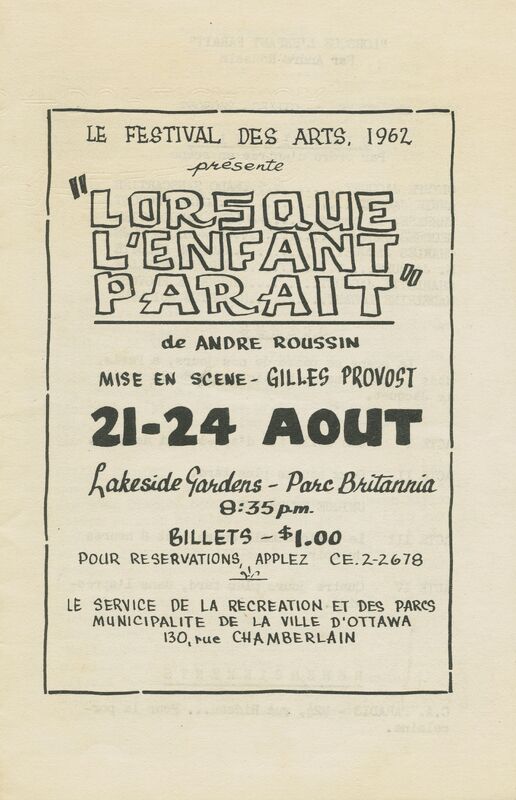 LE FESTIVAL DES ARTS, 1962
présente
"LORSQUE
L'ENFANT
PARAIT"
de ANDRE ROUSSIN
MISE EN SCENE - GILLES PROVOST
21-24 AOUT
Lakeside Gardens - Parc Britannia
8:35 p.m.
BILLETS - $1.00
POUR RESERVATIONS, APPLEZ CE.2-2678
LE SERVICE DE LA RECREATION ET DES PARCS
MUNICIPALITE DE LA VILLE D'OTTAWA
130, rue CHAMBERLAIN